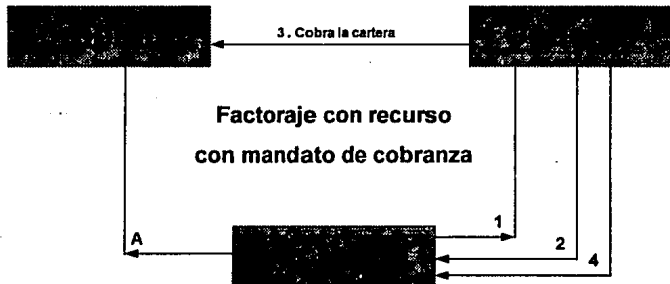 3. Cobra la cartera
Factoraje con recurso
con mandato de cobranza
1
A
2
4